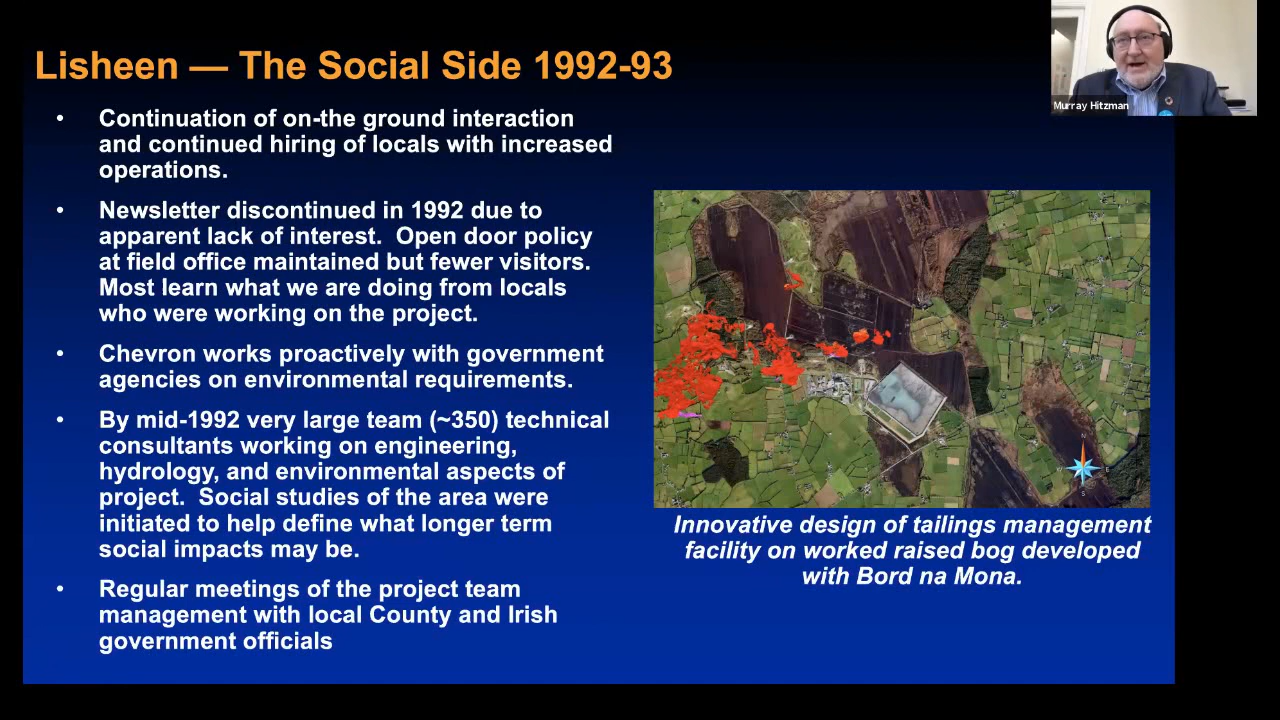 Lisheen — The Social Side 1992-93
• Continuation of on-the ground interaction
and continued hiring of locals with increased
operations.
• Newsletter discontinued in 1992 due to
apparent lack of interest.  Open door policy
at field office maintained but fewer visitors.
Most learn what we are doing from locals
who were working on the project.
• Chevron works proactively with government
agencies on environmental requirements.
• By mid-1992 very large team (~350) technical
consultants working on engineering,
hydrology, and environmental aspects of
project.  Social studies of the area were
initiated to help define what longer term
social impacts may be.
• Regular meetings of the project team
management with local County and Irish
government officials
Murray Hitzman
N
W E
S
Innovative design of tailings management
facility on worked raised bog developed
with Bord na Mona.